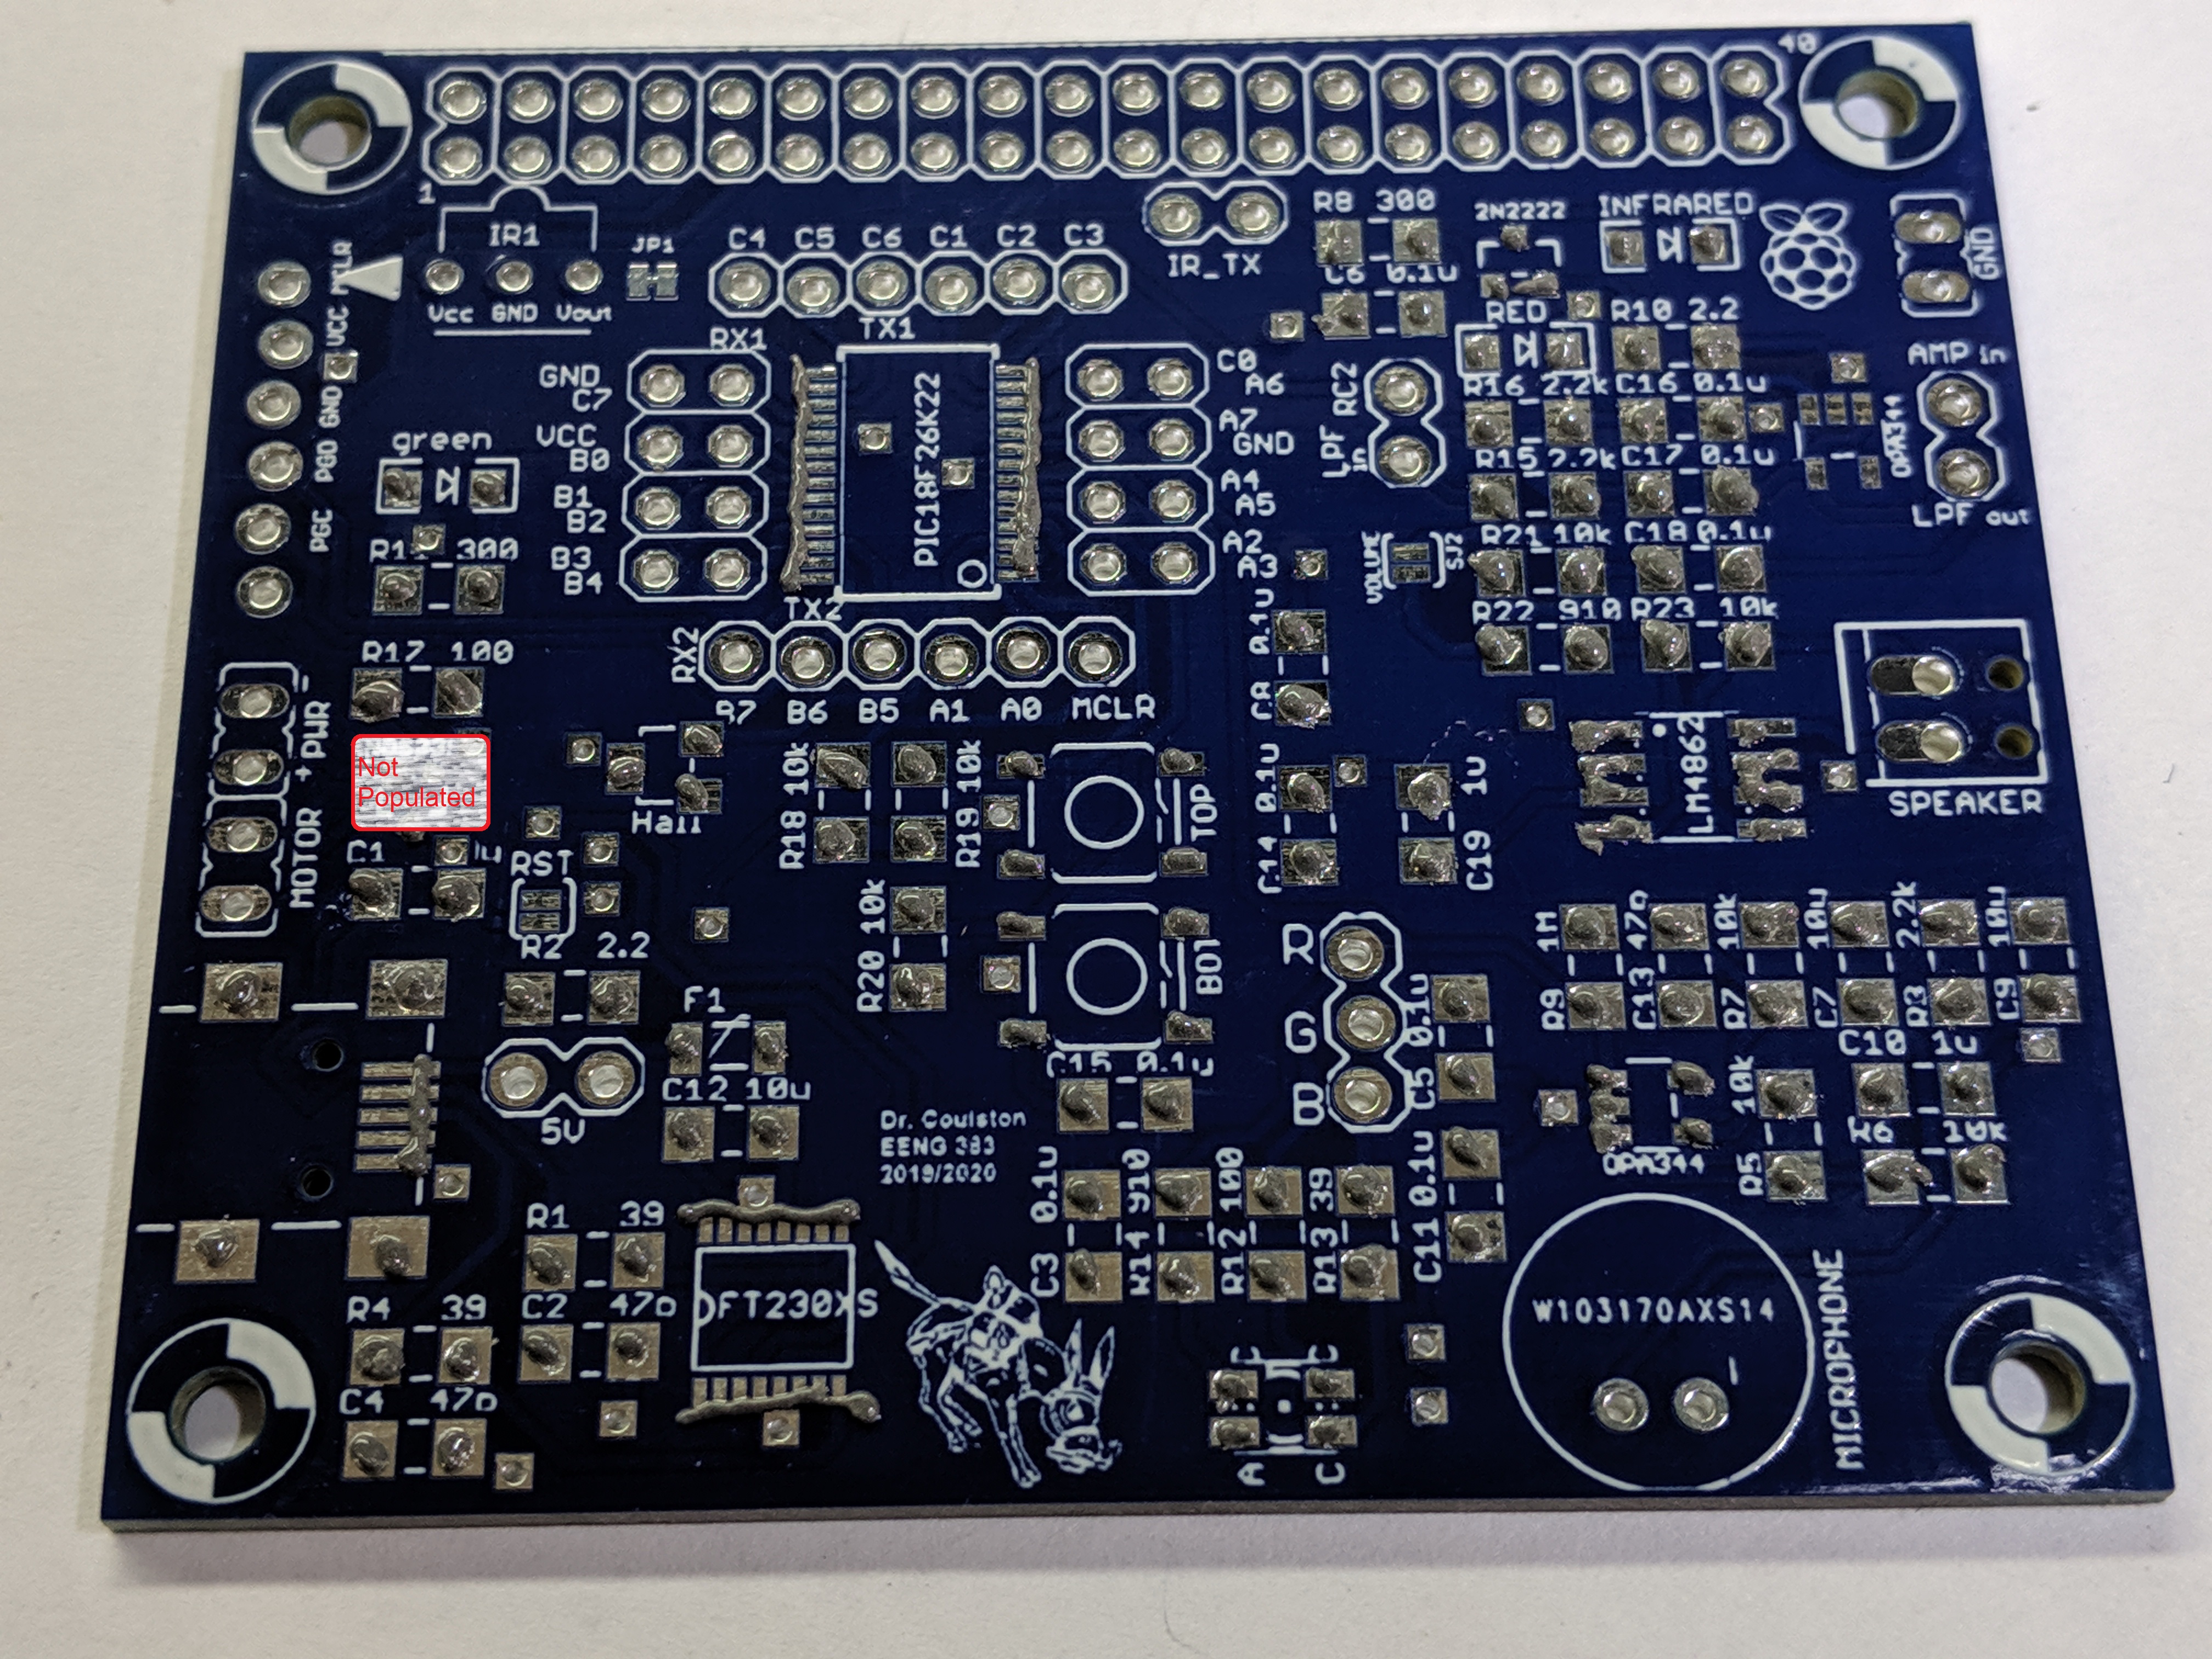 40
1
IR1
Vcc GND Vout
JP1
C4 C5 C6 C1 C2 C3
IR_TX
R8 300
C6 0.1u
2N2222
INFRARED
GND
MCLR
VCC
GND
PGD
PGC
RX1
TX1
GND
C7
VCC
B0
B1
B2
B3
B4
PIC18F26K22
C0
A6
A7
GND
A4
A5
A2
A3
RC2
LPF
in
RED
R10 2.2
R16 2.2k C16 0.1u
R15 2.2k C17 0.1u
R21 10k C18 0.1u
R22 910 R23 10k
OPA344
AMP in
LPF out
green
R11 300
VOLUME
SJ2
R17 100
TX2
RX2
B7 B6 B5 A1 A0 MCLR
0.1u
C8
- PWR +
MOTOR
Not
Populated
C1 1u
RST
Hall
R18 10k
R19 10k
TOP
C14 0.1u
C19 1u
LM4862
SPEAKER
R2 2.2
R20 10k
BOT
R
G
B
C5 0.1u
R9 1M
C13 47p
R7 10k
C7 10u
R3 2.2k
C9 10u
F1
C12 10u
5V
C15 0.1u
Dr. Coulston
EENG 383
2019/2020
C10 1u
R6 10k
R5 10k
OPA344
C3 0.1u
R14 910
R12 100
R13 39
C11 0.1u
R1 39
C2 47p
R4 39
C4 47p
FT230XS
C C
A C
W103170AXS14
-
MICROPHONE